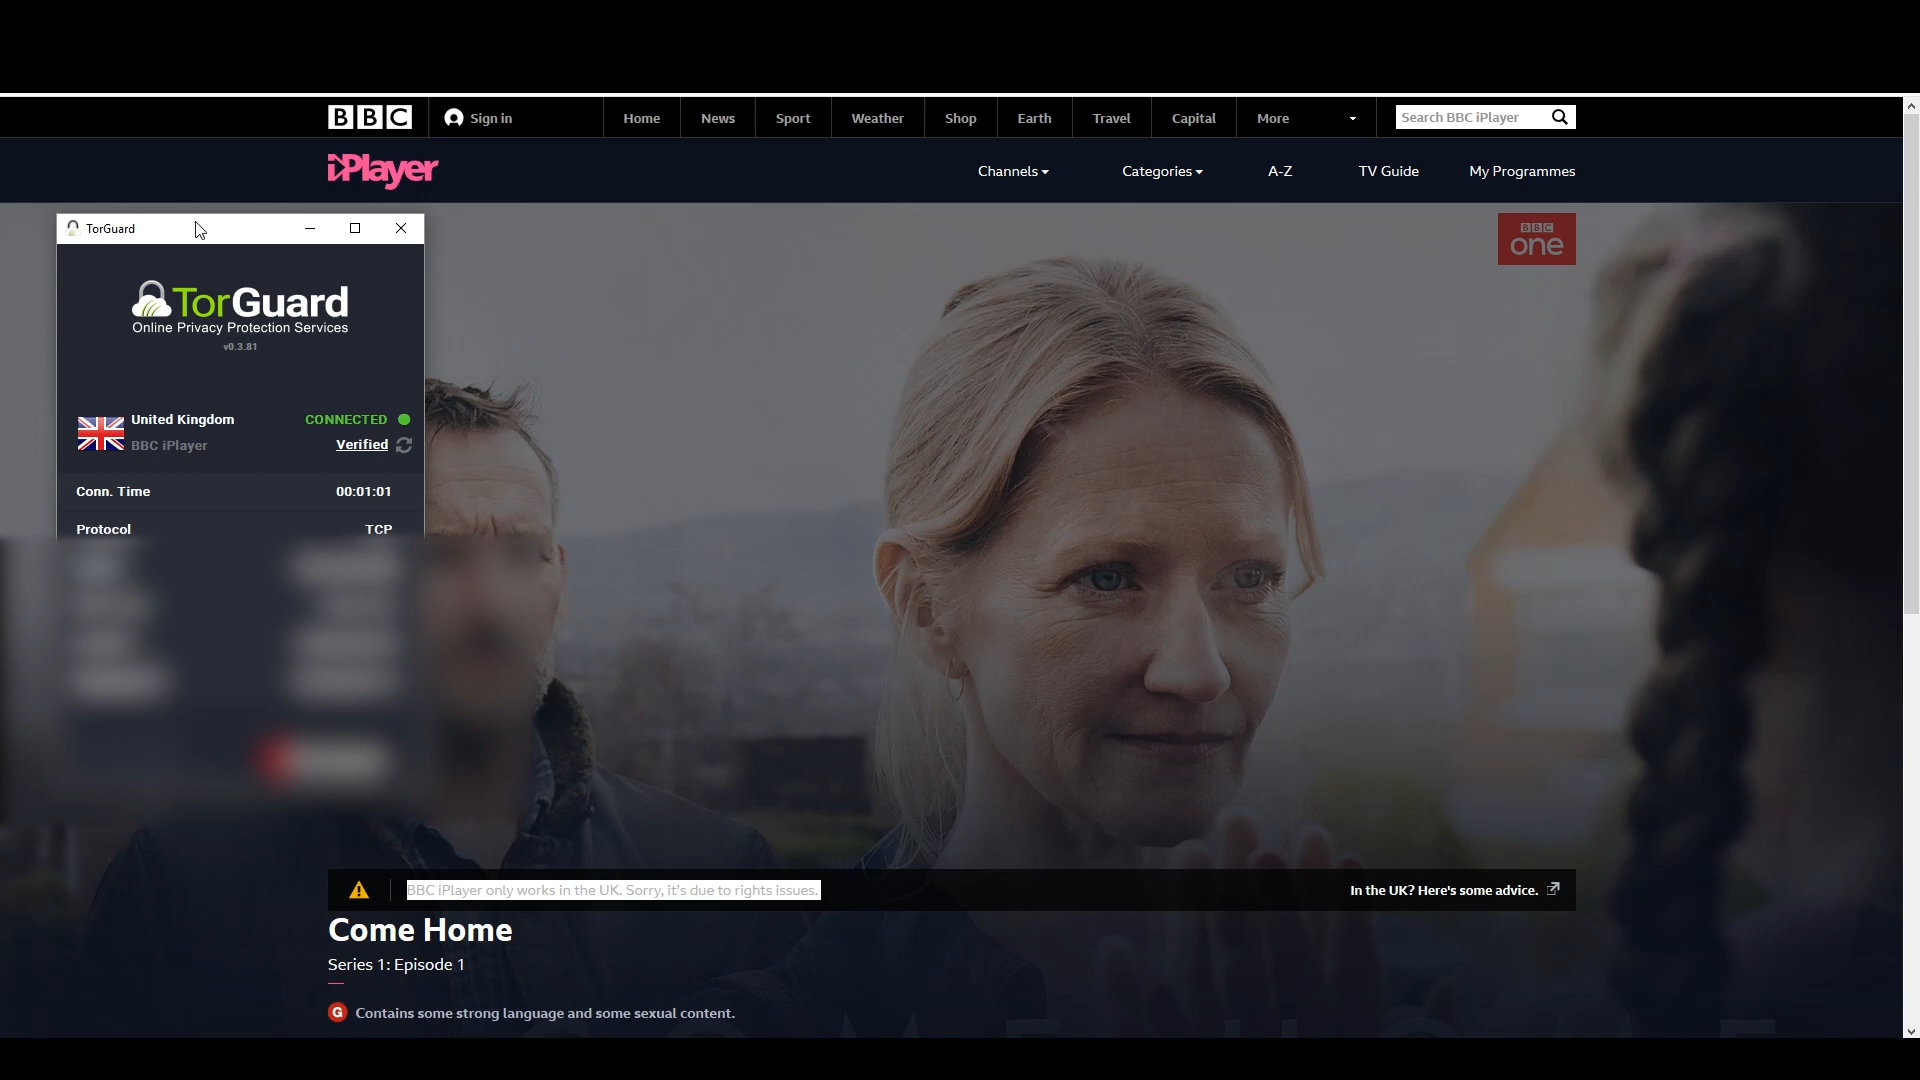 BBC
Sign in
Home
News
Sport
Weather
Shop
Earth
Travel
Capital
More
Search BBC iPlayer
iPlayer
Channels
Categories
A-Z
TV Guide
My Programmes
TorGuard
BBC
one
TorGuard
Online Privacy Protection Services
v0.3.81
United Kingdom CONNECTED
BBC iPlayer Verified
Conn. Time 00:01:01
Protocol TCP
BBC iPlayer only works in the UK. Sorry, it's due to rights issues.
In the UK? Here's some advice.
Come Home
Series 1: Episode 1
G Contains some strong language and some sexual content.